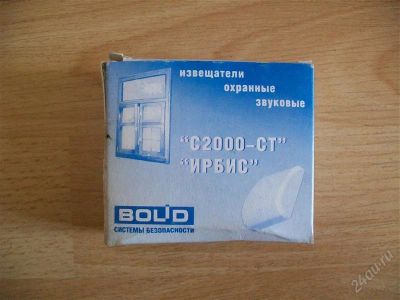 извещатели
охранные
звуковые
"С2000-СТ"
"ИРБИС"
BOLID
СИСТЕМЫ БЕЗОПАСНОСТИ
24au.ru